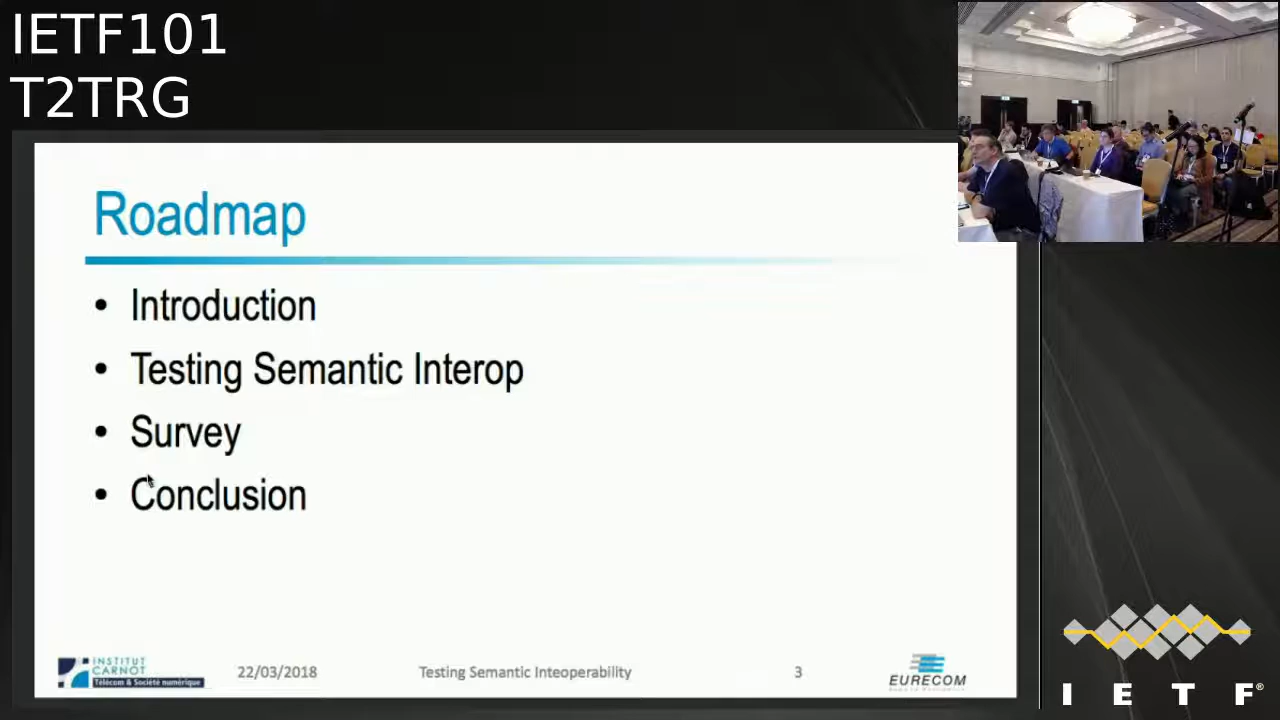 IETF101
T2TRG
Roadmap
• Introduction
• Testing Semantic Interop
• Survey
• Conclusion
INSTITUT
CARNOT
Télécom & Société numérique
22/03/2018
Testing Semantic Inteoperability
3
EURECOM
I E T F®